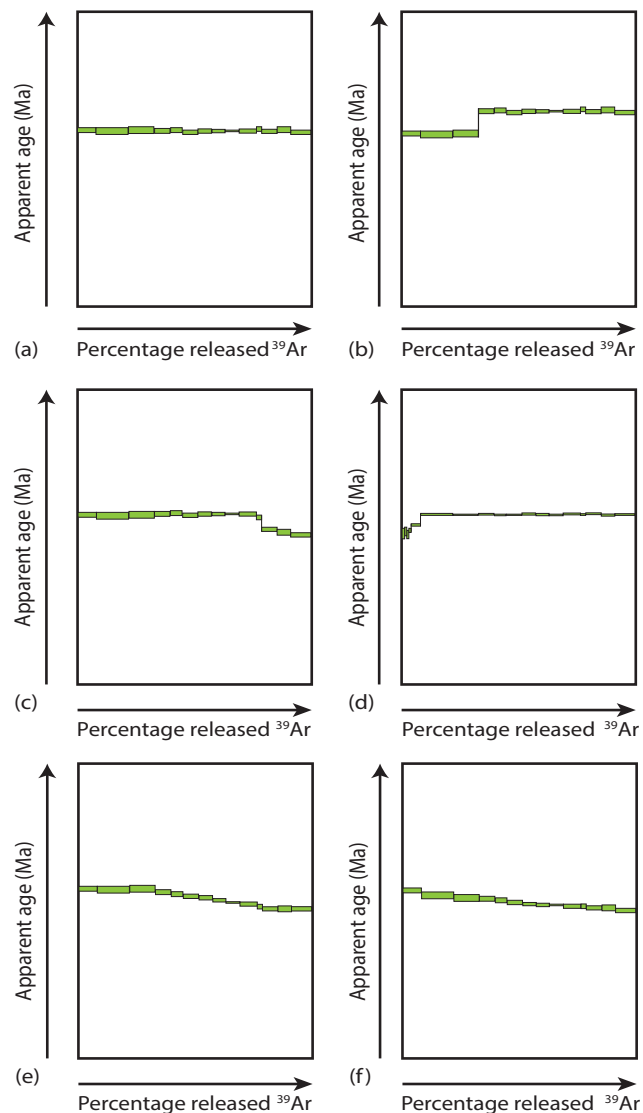 Apparent age (Ma)
Apparent age (Ma)
(a)
Percentage released ³⁹Ar
(b)
Percentage released ³⁹Ar
Apparent age (Ma)
Apparent age (Ma)
(c)
Percentage released ³⁹Ar
(d)
Percentage released ³⁹Ar
Apparent age (Ma)
Apparent age (Ma)
(e)
Percentage released ³⁹Ar
(f)
Percentage released ³⁹Ar